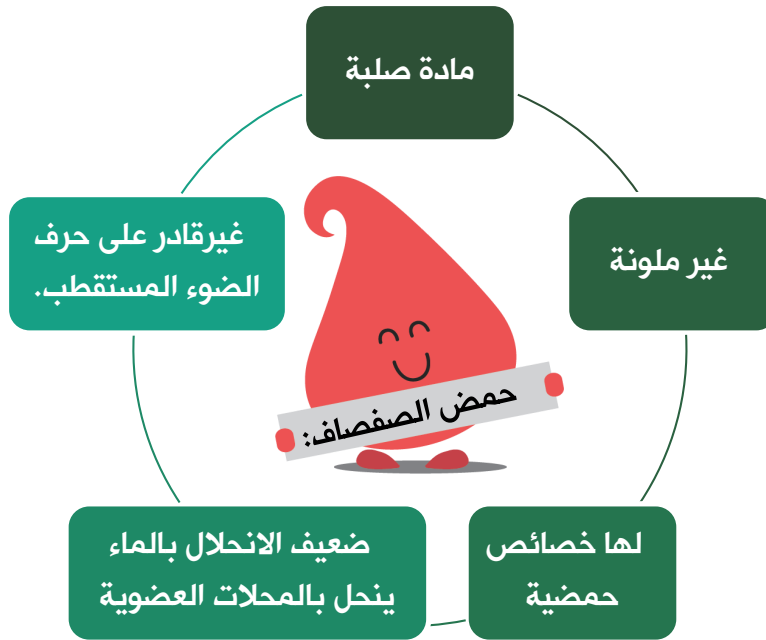 مادة صلبة
غير ملونة
لها خصائص
حمضية
ضعيف الانحلال بالماء
ينحل بالمحلات العضوية
غيرقادر على حرف
الضوء المستقطب.
حمض الصفصاف: